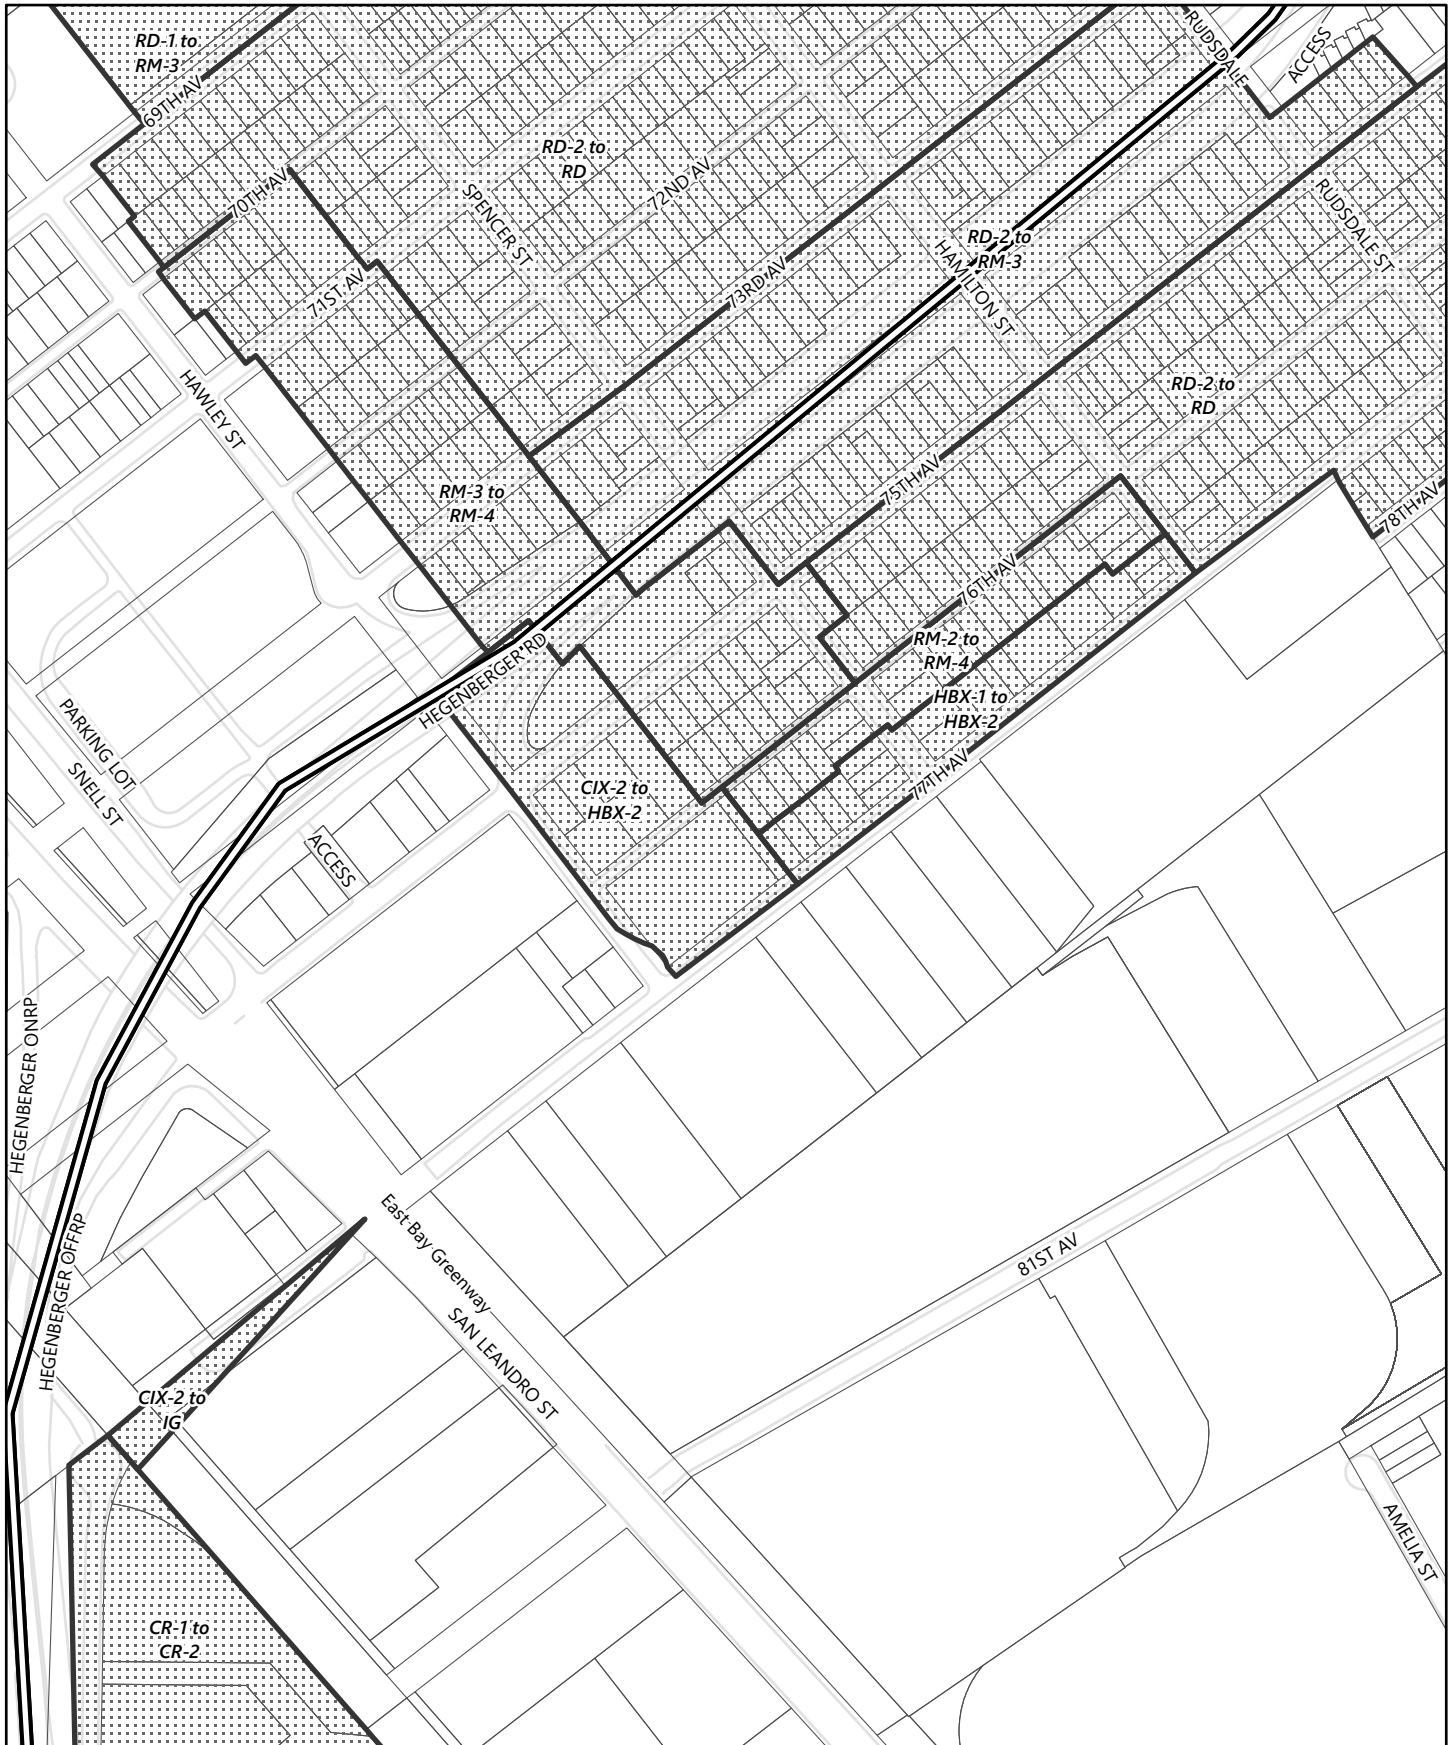 RD-1 to
RM-3
69TH AV
RUDSDALE
ACCESS
RD-2 to
RD
70TH AV
72ND AV
SPENCER ST
RUDSDALE ST
RD-2 to
RM-3
HAMILTON ST
71ST AV
73RD AV
HAWLEY ST
RD-2 to
RD
RM-3 to
RM-4
75TH AV
78TH AV
76TH AV
HEGENBERGER RD
RM-2 to
RM-4
HBX-1 to
HBX-2
PARKING LOT
SNELL ST
CIX-2 to
HBX-2
77TH AV
ACCESS
HEGENBERGER ONRP
HEGENBERGER OFFRP
East Bay Greenway
81ST AV
SAN LEANDRO ST
CIX-2 to
IG
AMELIA ST
CR-1 to
CR-2